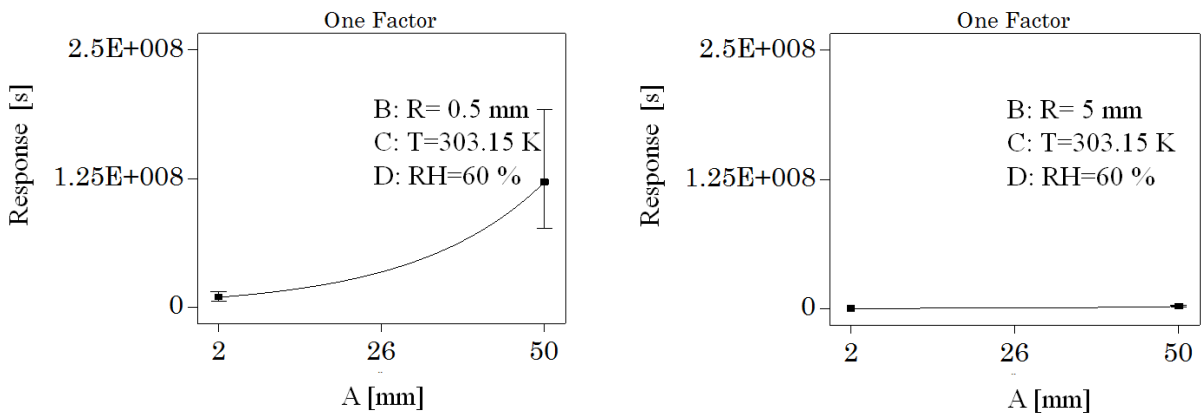 One Factor
2.5E+008
1.25E+008
0
Response [s]
B: R= 0.5 mm
C: T=303.15 K
D: RH=60 %
2
26
50
A [mm]
One Factor
2.5E+008
1.25E+008
0
Response [s]
B: R= 5 mm
C: T=303.15 K
D: RH=60 %
2
26
50
A [mm]